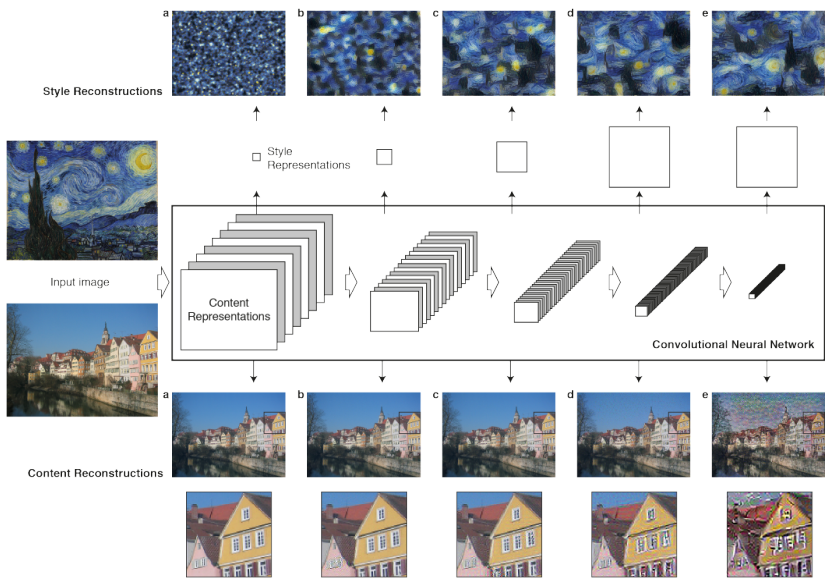 a
b
c
d
e
Style Reconstructions
Style
Representations
Input image
Content
Representations
Convolutional Neural Network
a
b
c
d
e
Content Reconstructions